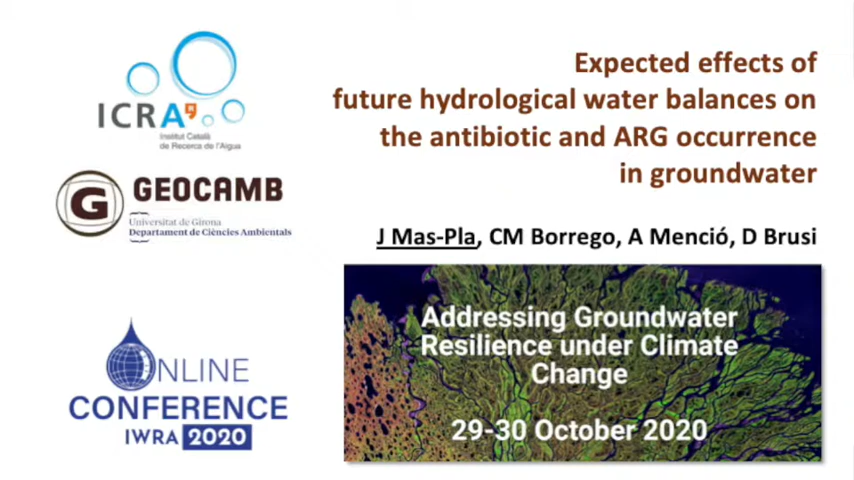 Expected effects of
future hydrological water balances on
the antibiotic and ARG occurrence
in groundwater
J Mas-Pla, CM Borrego, A Menció, D Brusi
ICRA
Institut Català
de Recerca de l'Aigua
G GEOCAMB
Universitat de Girona
Departament de Ciències Ambientals
ONLINE
CONFERENCE
IWRA 2020
Addressing Groundwater
Resilience under Climate
Change
29-30 October 2020